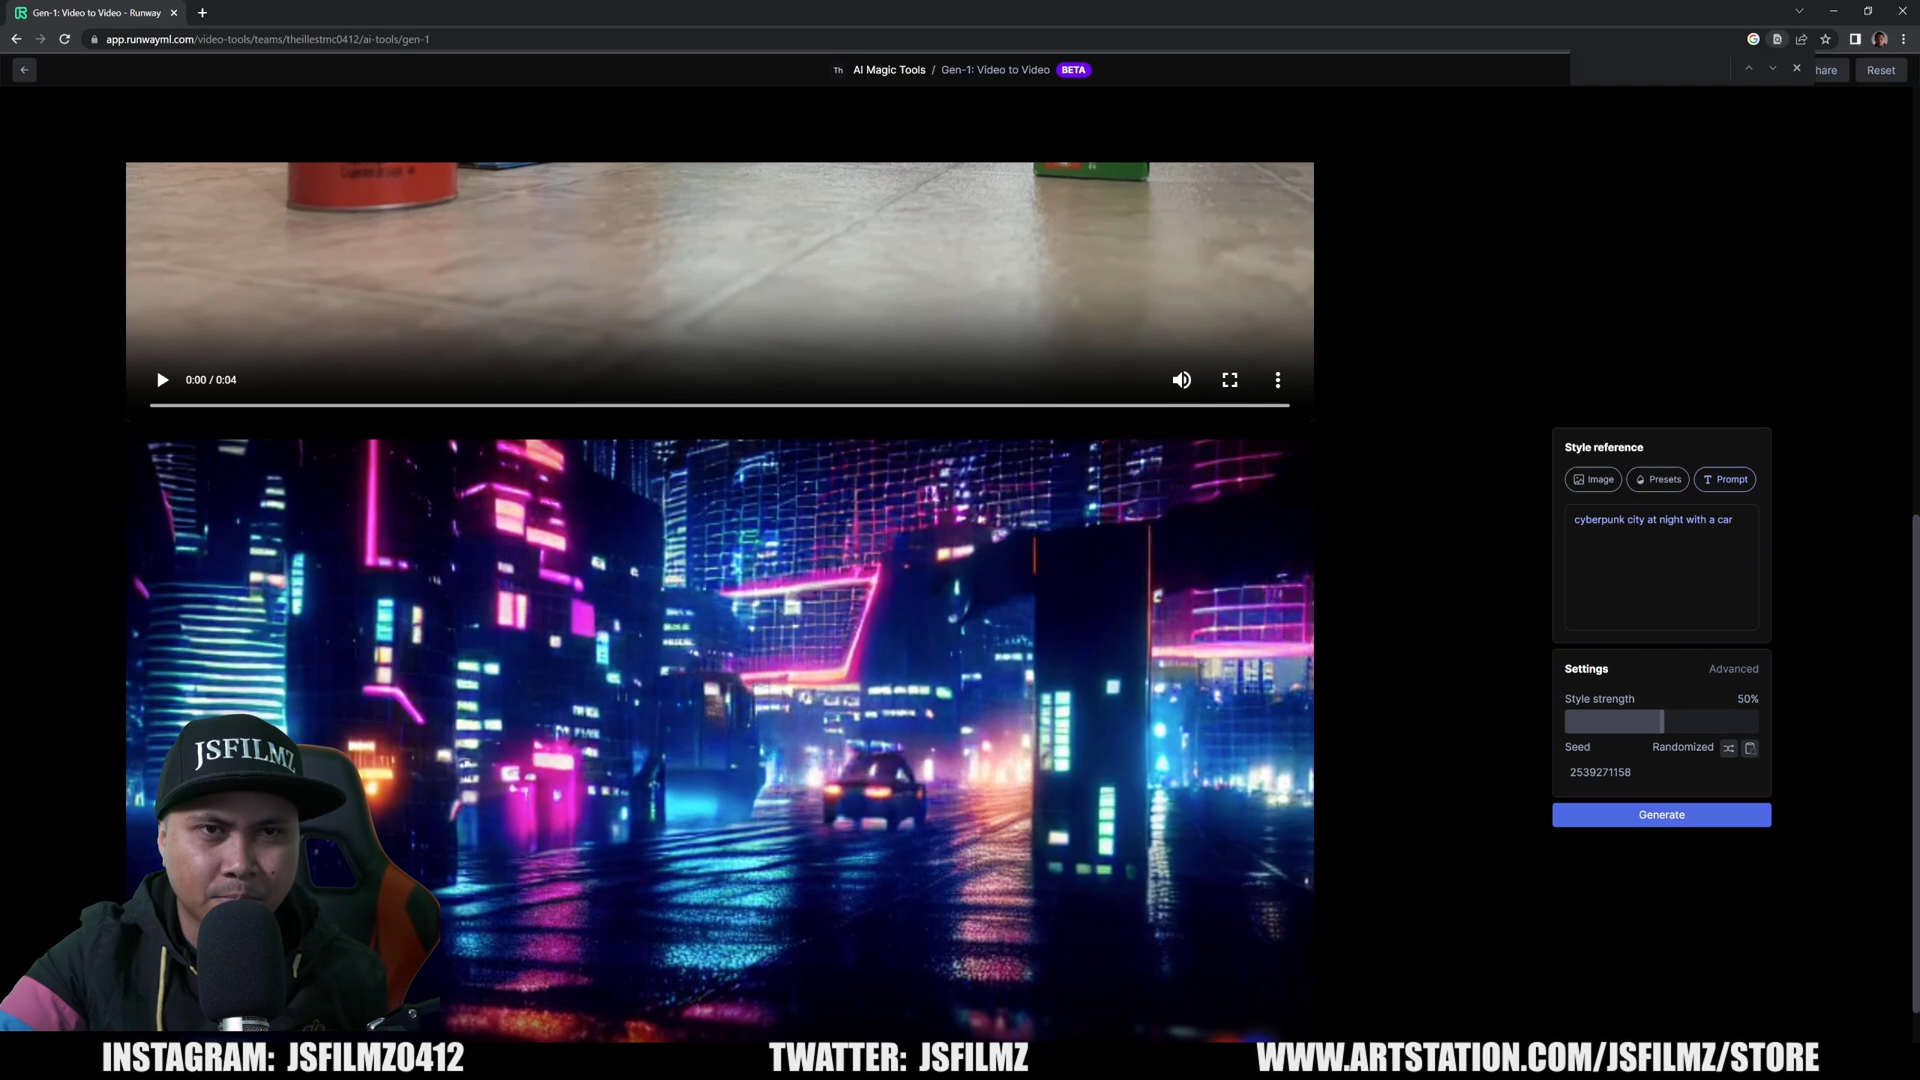 Gen-1: Video to Video - Runway
app.runwayml.com/video-tools/teams/theillestmc0412/ai-tools/gen-1
Th AI Magic Tools / Gen-1: Video to Video BETA
hare
Reset
0:00 / 0:04
Style reference
Image
Presets
Prompt
cyberpunk city at night with a car
Settings
Advanced
Style strength
50%
Seed
Randomized
2539271158
Generate
JSFILMZ
INSTAGRAM: JSFILMZ0412
TWATTER: JSFILMZ
WWW.ARTSTATION.COM/JSFILMZ/STORE